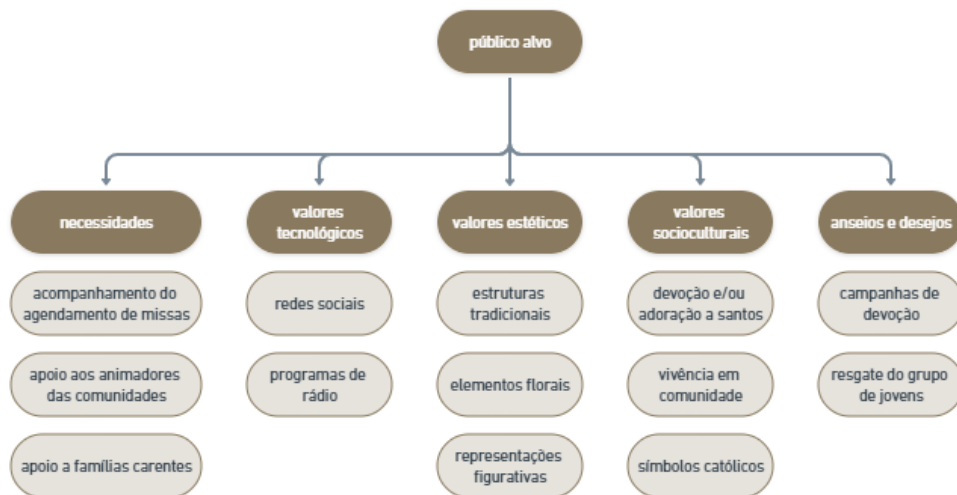 público alvo
necessidades
acompanhamento do
agendamento de missas
apoio aos animadores
das comunidades
apoio a famílias carentes
valores
tecnológicos
redes sociais
programas de
rádio
valores estéticos
estruturas
tradicionais
elementos florais
representações
figurativas
valores
socioculturais
devoção e/ou
adoração a santos
vivência em
comunidade
símbolos católicos
anseios e desejos
campanhas de
devoção
resgate do grupo
de jovens